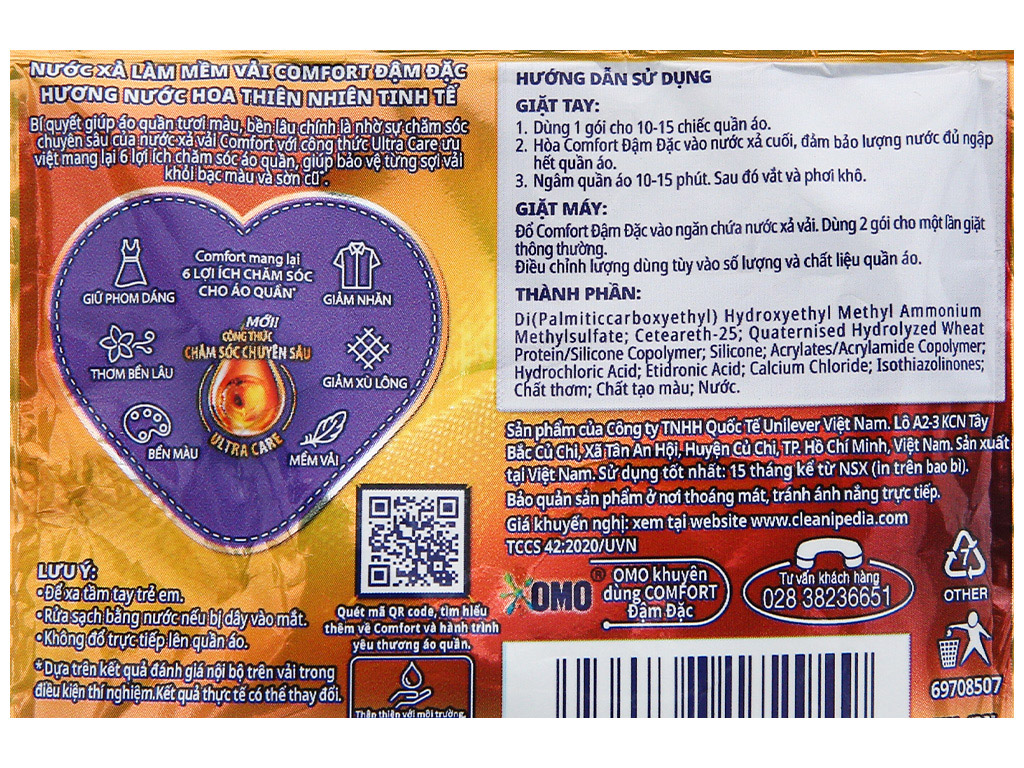 NƯỚC XẢ LÀM MỀM VẢI COMFORT ĐẬM ĐẶC
HƯƠNG NƯỚC HOA THIÊN NHIÊN TINH TẾ
Bí quyết giúp áo quần tươi màu, bền lâu chính là nhờ sự chăm sóc
chuyên sâu của nước xả vải Comfort với công thức Ultra Care ưu
việt mang lại 6 lợi ích chăm sóc áo quần, giúp bảo vệ từng sợi vải
khỏi bạc màu và sờn cũ*.
Comfort mang lại
6 LỢI ÍCH CHĂM SÓC
CHO ÁO QUẦN*
GIỮ PHOM DÁNG
GIẢM NHĂN
MỚI!
CÔNG THỨC
CHĂM SÓC CHUYÊN SÂU
THƠM BỀN LÂU
GIẢM XÙ LÔNG
ULTRA CARE
BỀN MÀU
MỀM VẢI
LƯU Ý:
•Để xa tầm tay trẻ em.
•Rửa sạch bằng nước nếu bị dây vào mắt.
•Không đổ trực tiếp lên quần áo.
*Dựa trên kết quả đánh giá nội bộ trên vải trong
điều kiện thí nghiệm.Kết quả thực tế có thể thay đổi.
Quét mã QR code, tìm hiểu
thêm về Comfort và hành trình
yêu thương áo quần.
Thân thiện với môi trường,
HƯỚNG DẪN SỬ DỤNG
GIẶT TAY:
1. Dùng 1 gói cho 10-15 chiếc quần áo.
2. Hòa Comfort Đậm Đặc vào nước xả cuối, đảm bảo lượng nước đủ ngập
hết quần áo.
3. Ngâm quần áo 10-15 phút. Sau đó vắt và phơi khô.
GIẶT MÁY:
Đổ Comfort Đậm Đặc vào ngăn chứa nước xả vải. Dùng 2 gói cho một lần giặt
thông thường.
Điều chỉnh lượng dùng tùy vào số lượng và chất liệu quần áo.
THÀNH PHẦN:
Di(Palmiticcarboxyethyl) Hydroxyethyl Methyl Ammonium
Methylsulfate; Ceteareth-25; Quaternised Hydrolyzed Wheat
Protein/Silicone Copolymer; Silicone; Acrylates/Acrylamide Copolymer;
Hydrochloric Acid; Etidronic Acid; Calcium Chloride; Isothiazolinones;
Chất thơm; Chất tạo màu; Nước.
Sản phẩm của Công ty TNHH Quốc Tế Unilever Việt Nam. Lô A2-3 KCN Tây
Bắc Củ Chi, Xã Tân An Hội, Huyện Củ Chi, TP. Hồ Chí Minh, Việt Nam. Sản xuất
tại Việt Nam. Sử dụng tốt nhất: 15 tháng kể từ NSX (in trên bao bì).
Bảo quản sản phẩm ở nơi thoáng mát, tránh ánh nắng trực tiếp.
Giá khuyến nghị: xem tại website www.cleanipedia.com
TCCS 42:2020/UVN
OMO®
OMO khuyên
dùng COMFORT
Đậm Đặc
Tư vấn khách hàng
028 38236651
7
OTHER
69708507